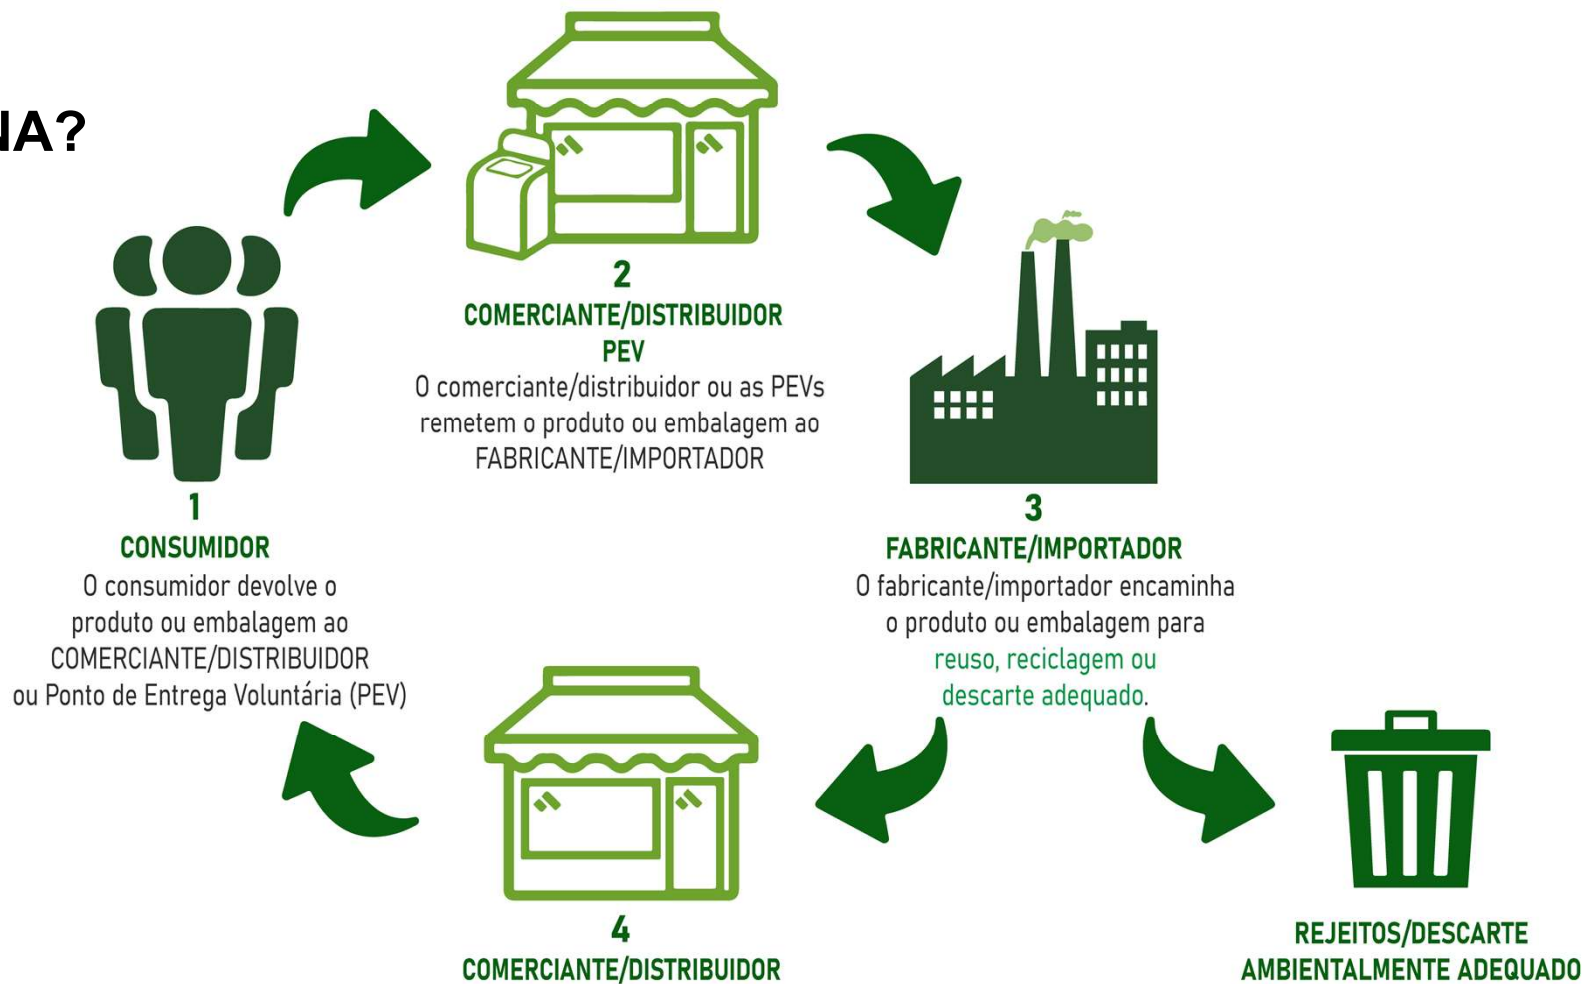 NA?
2
COMERCIANTE/DISTRIBUIDOR
PEV
O comerciante/distribuidor ou as PEVs
remetem o produto ou embalagem ao
FABRICANTE/IMPORTADOR
1
CONSUMIDOR
O consumidor devolve o
produto ou embalagem ao
COMERCIANTE/DISTRIBUIDOR
ou Ponto de Entrega Voluntária (PEV)
3
FABRICANTE/IMPORTADOR
O fabricante/importador encaminha
o produto ou embalagem para
reuso, reciclagem ou
descarte adequado.
4
COMERCIANTE/DISTRIBUIDOR
REJEITOS/DESCARTE
AMBIENTALMENTE ADEQUADO